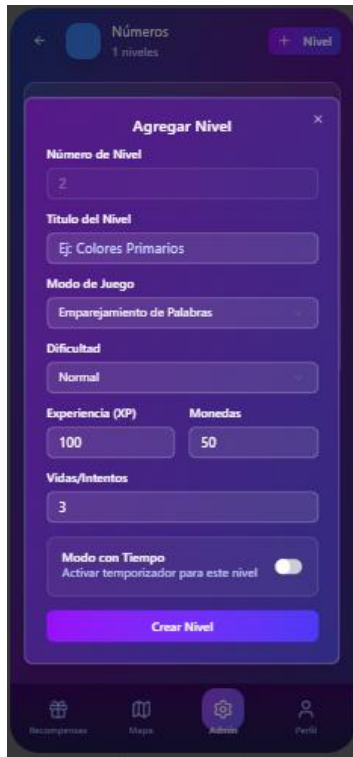 Números
1 niveles
+ Nivel
Agregar Nivel
Número de Nivel
2
Título del Nivel
Ej: Colores Primarios
Modo de Juego
Emparejamiento de Palabras
Dificultad
Normal
Experiencia (XP) Monedas
100 50
Vidas/Intentos
3
Modo con Tiempo
Activar temporizador para este nivel
Crear Nivel
Recompensas Mapa Admin Perfil